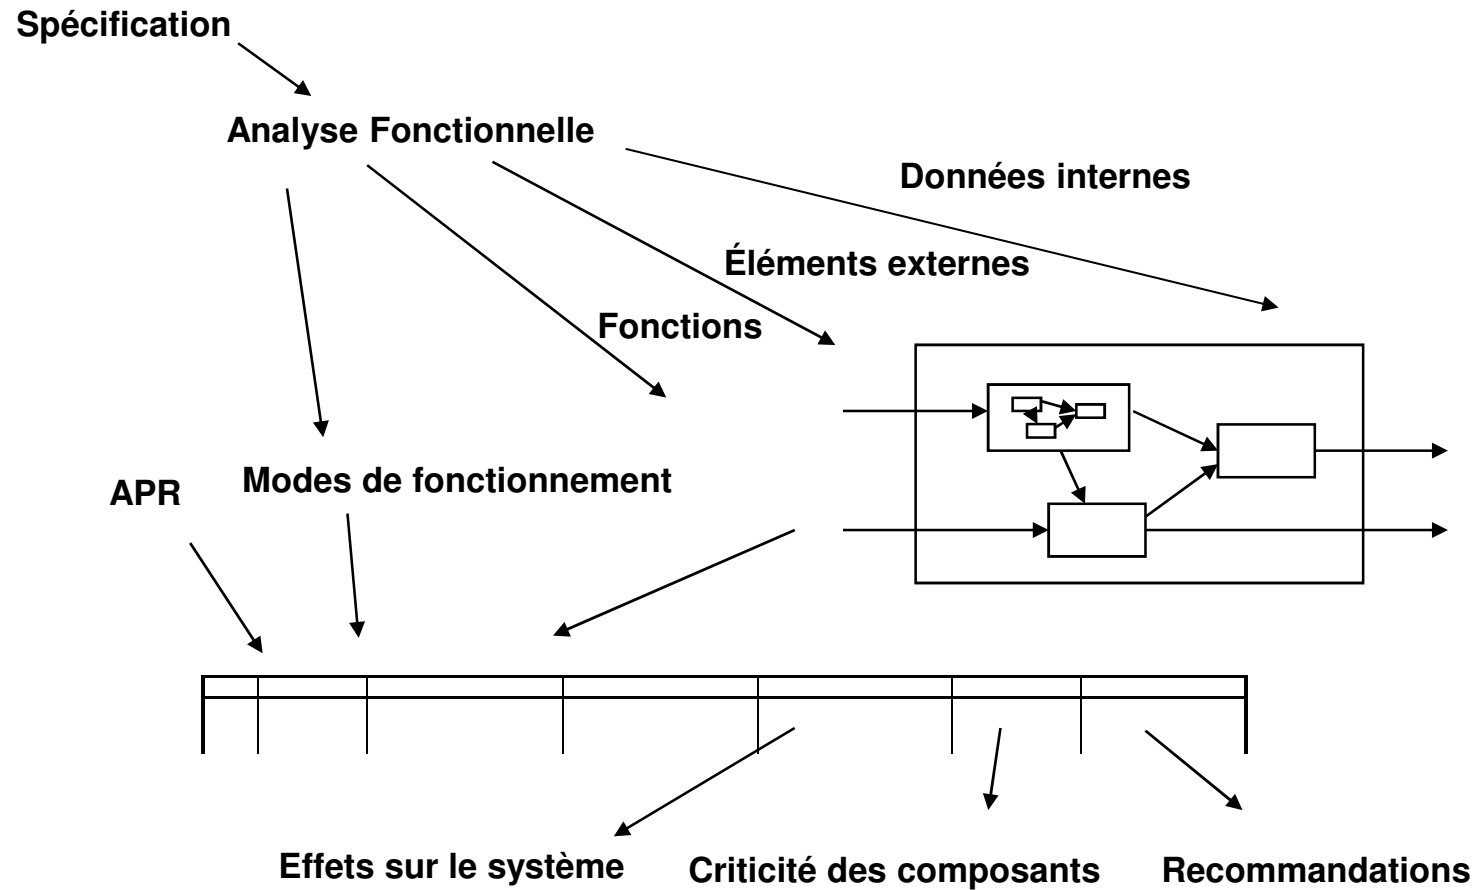 Spécification
Analyse Fonctionnelle
Données internes
Éléments externes
Fonctions
APR
Modes de fonctionnement
Effets sur le système
Criticité des composants
Recommandations